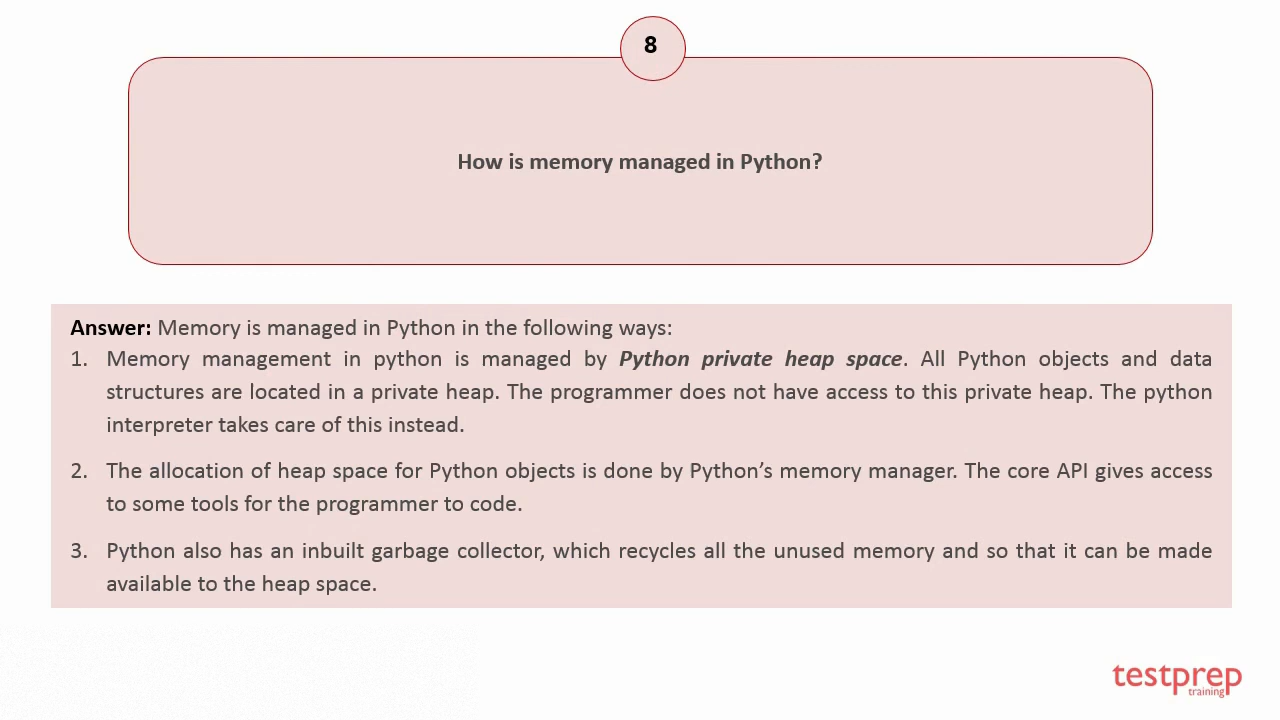 8
How is memory managed in Python?
Answer: Memory is managed in Python in the following ways:
1. Memory management in python is managed by Python private heap space. All Python objects and data
structures are located in a private heap. The programmer does not have access to this private heap. The python
interpreter takes care of this instead.
2. The allocation of heap space for Python objects is done by Python’s memory manager. The core API gives access
to some tools for the programmer to code.
3. Python also has an inbuilt garbage collector, which recycles all the unused memory and so that it can be made
available to the heap space.
testprep
training